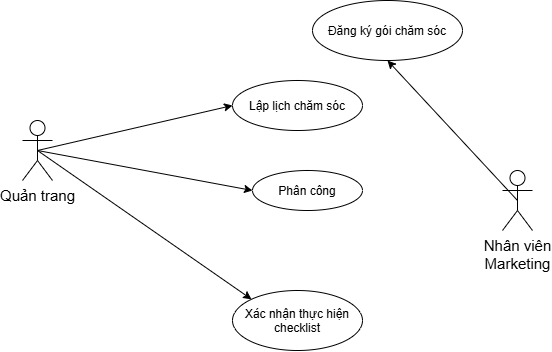 Đăng ký gói chăm sóc
Lập lịch chăm sóc
Phân công
Quản trang
Nhân viên
Marketing
Xác nhận thực hiện
checklist